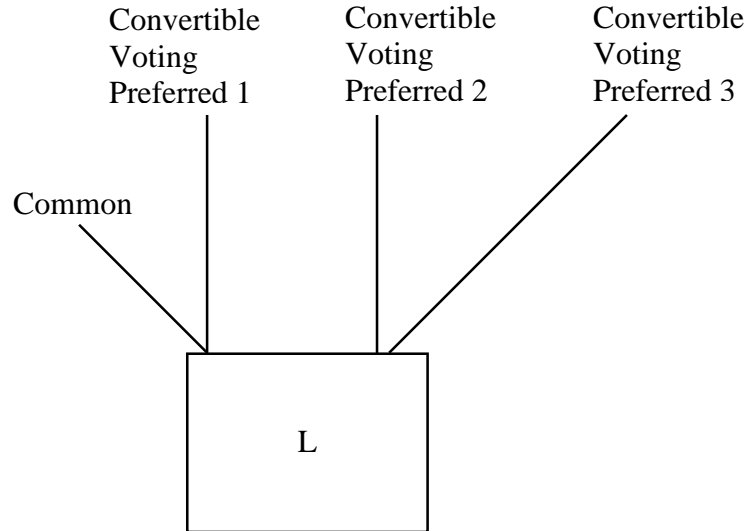 Convertible
Voting
Preferred 1
Convertible
Voting
Preferred 2
Convertible
Voting
Preferred 3
Common
L